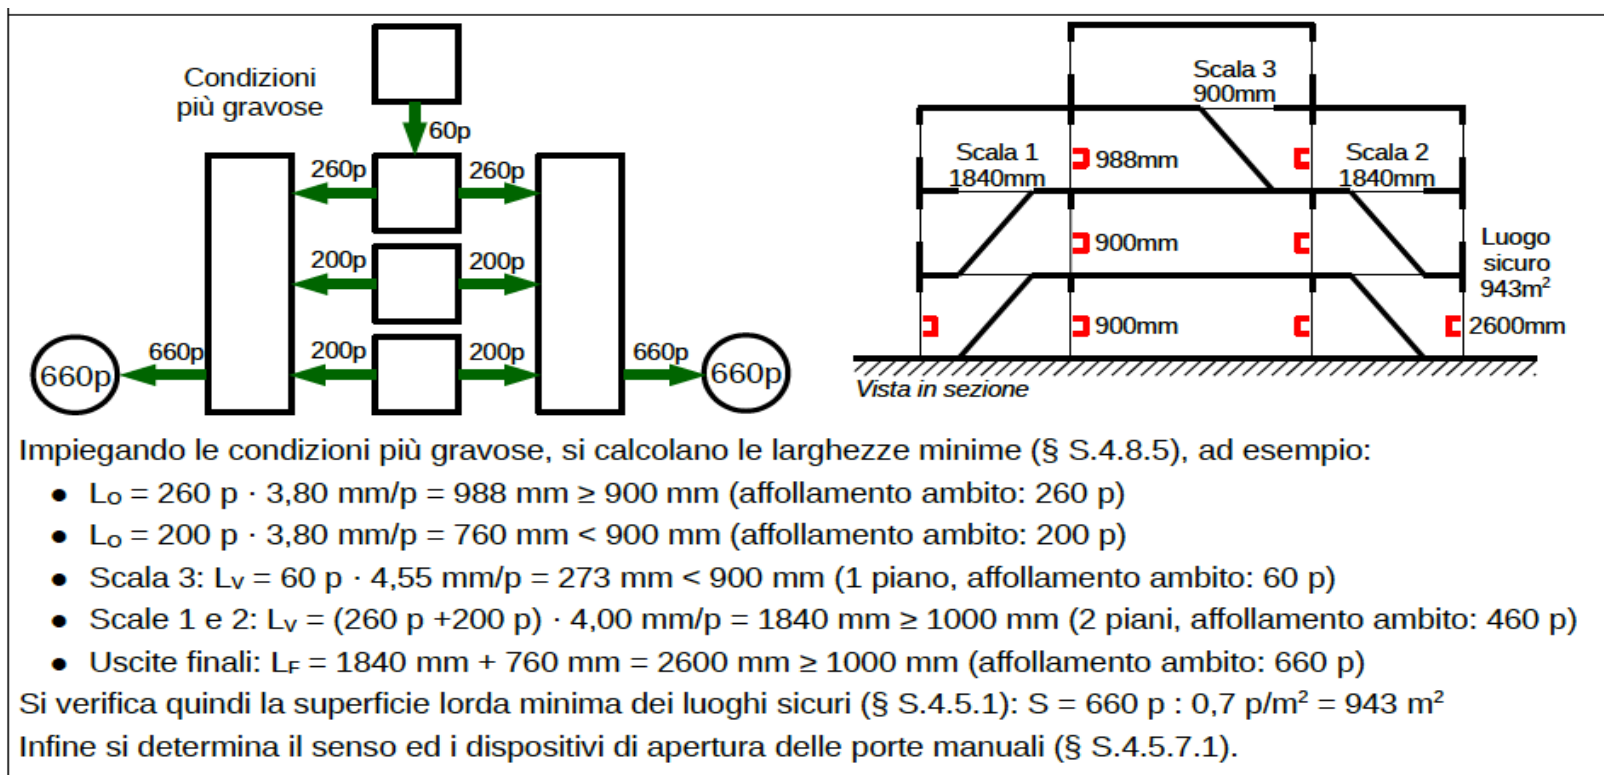 Condizioni
più gravose
60p
260p
260p
200p
200p
200p
200p
660p
660p
660p
660p
Scala 3
900mm
Scala 1
1840mm
988mm
Scala 2
1840mm
900mm
Luogo
sicuro
943m²
900mm
2600mm
Vista in sezione
Impiegando le condizioni più gravose, si calcolano le larghezze minime (§ S.4.8.5), ad esempio:
● Lₒ = 260 p · 3,80 mm/p = 988 mm ≥ 900 mm (affollamento ambito: 260 p)
● Lₒ = 200 p · 3,80 mm/p = 760 mm < 900 mm (affollamento ambito: 200 p)
● Scala 3: Lᵥ = 60 p · 4,55 mm/p = 273 mm < 900 mm (1 piano, affollamento ambito: 60 p)
● Scale 1 e 2: Lᵥ = (260 p +200 p) · 4,00 mm/p = 1840 mm ≥ 1000 mm (2 piani, affollamento ambito: 460 p)
● Uscite finali: LF = 1840 mm + 760 mm = 2600 mm ≥ 1000 mm (affollamento ambito: 660 p)
Si verifica quindi la superficie lorda minima dei luoghi sicuri (§ S.4.5.1): S = 660 p : 0,7 p/m² = 943 m²
Infine si determina il senso ed i dispositivi di apertura delle porte manuali (§ S.4.5.7.1).